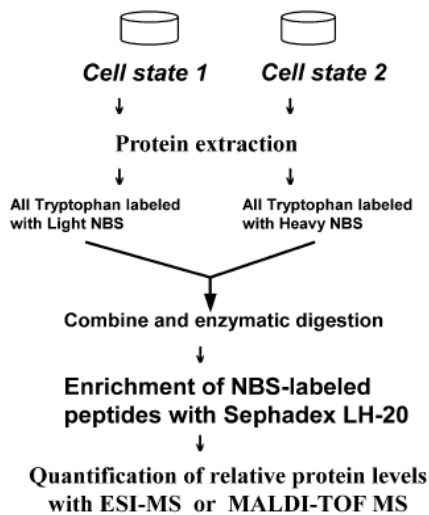 Cell state 1 Cell state 2
Protein extraction
All Tryptophan labeled All Tryptophan labeled
with Light NBS with Heavy NBS
Combine and enzymatic digestion
Enrichment of NBS-labeled
peptides with Sephadex LH-20
Quantification of relative protein levels
with ESI-MS or MALDI-TOF MS